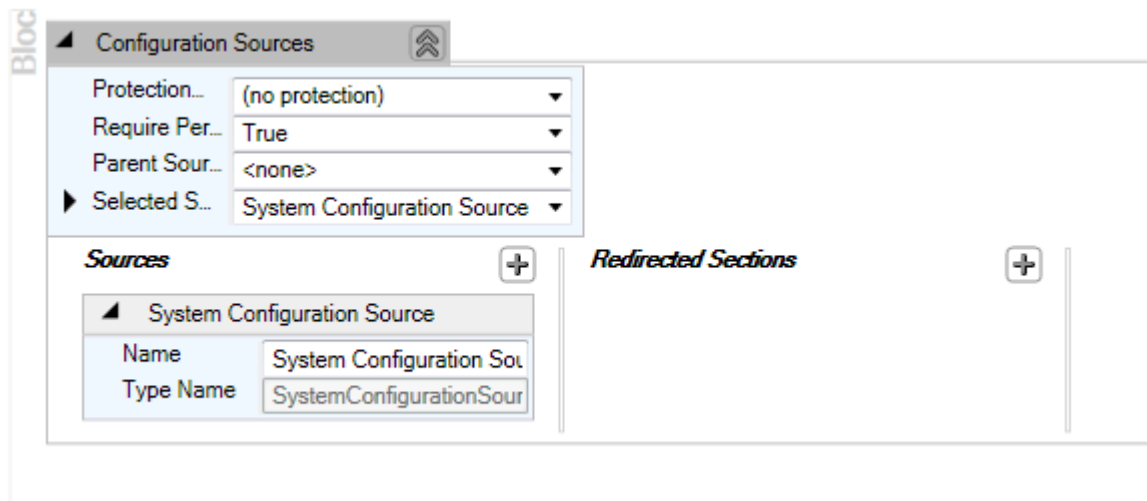 Bloc
Configuration Sources
Protection...
(no protection)
Require Per...
True
Parent Sour...
<none>
Selected S...
System Configuration Source
Sources
Redirected Sections
System Configuration Source
Name
System Configuration Sou
Type Name
SystemConfigurationSour